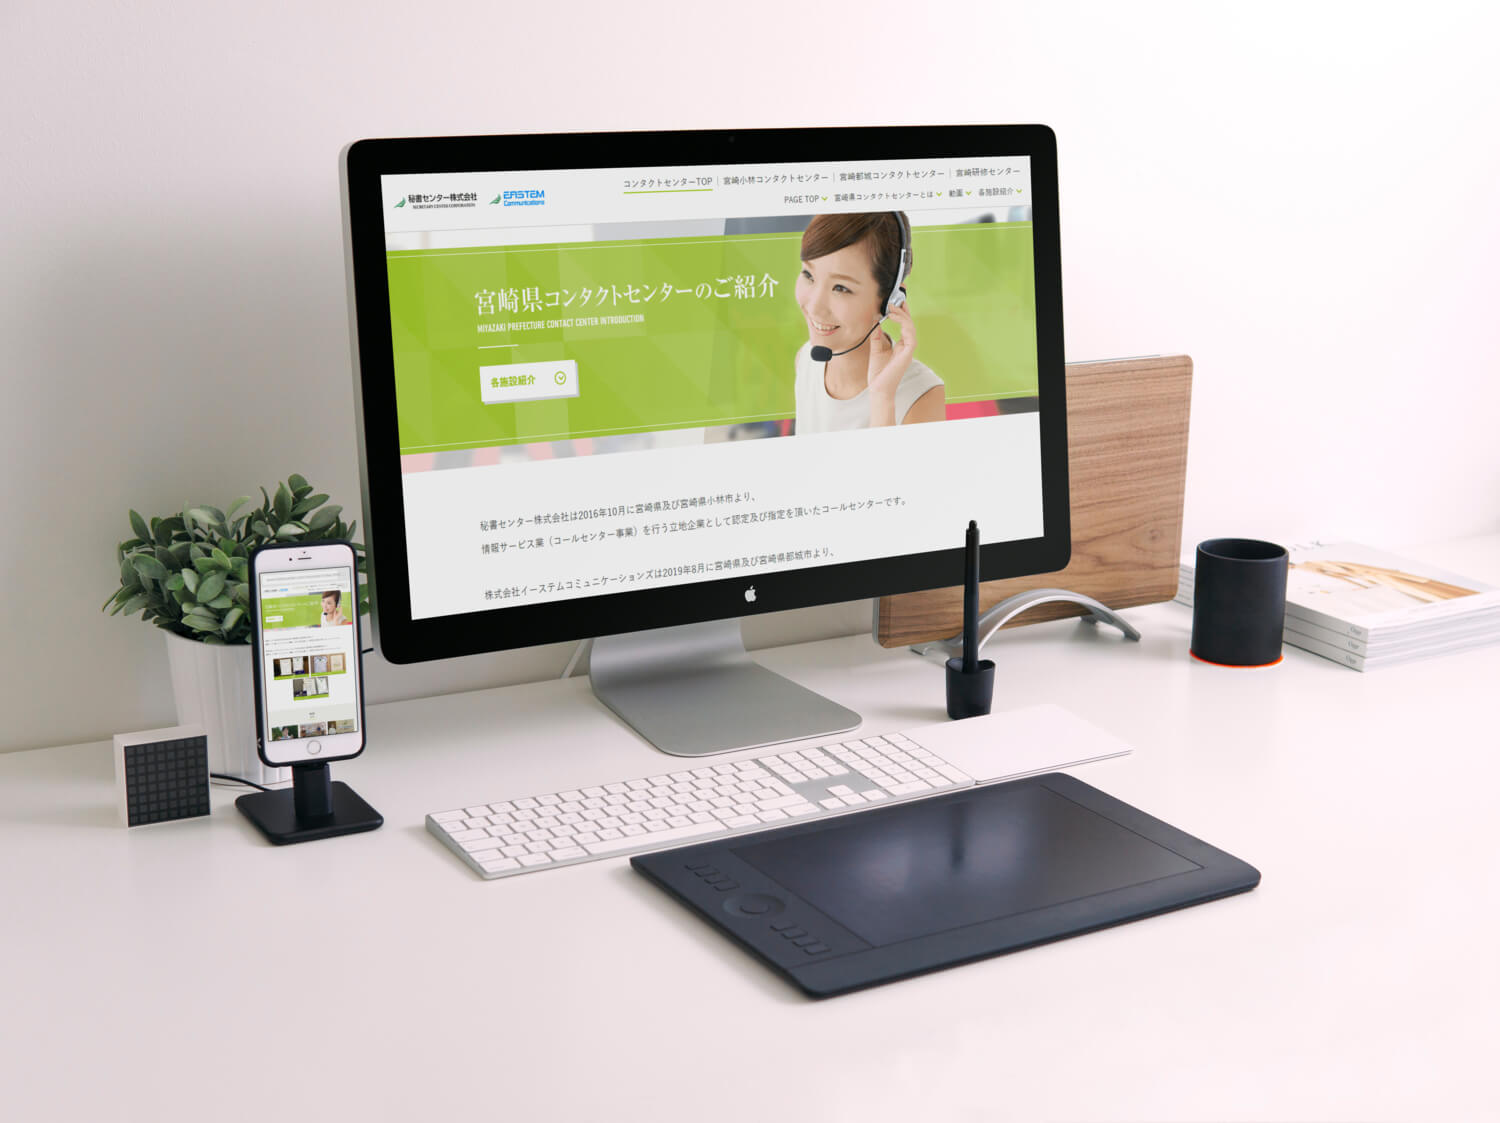 秘書センター株式会社
SECRETARY CENTER CORPORATION
EASTEM
Communications
コンタクトセンターTOP | 宮崎小林コンタクトセンター | 宮崎都城コンタクトセンター | 宮崎研修センター
PAGE TOP 宮崎県コンタクトセンターとは 動画 各施設紹介
宮崎県コンタクトセンターのご紹介
MIYAZAKI PREFECTURE CONTACT CENTER INTRODUCTION
各施設紹介
秘書センター株式会社は2016年10月に宮崎県及び宮崎県小林市より、
情報サービス業（コールセンター事業）を行う立地企業として認定及び指定を頂いたコールセンターです。
株式会社イーステムコミュニケーションズは2019年8月に宮崎県及び宮崎県都城市より、